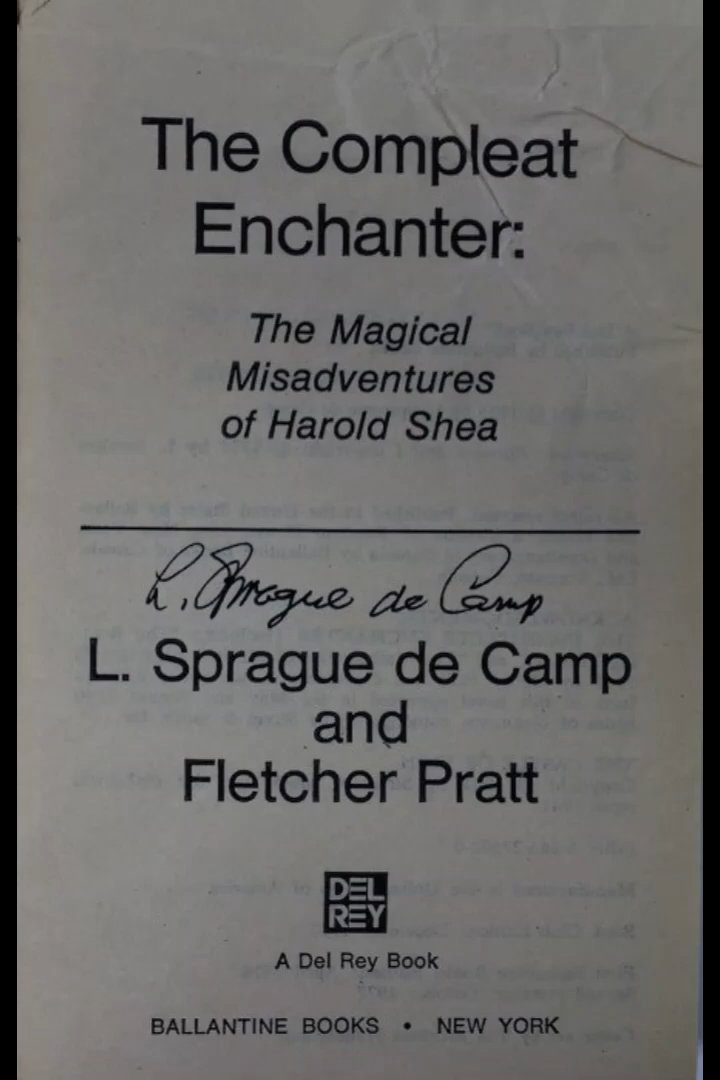 The Compleat
Enchanter:
The Magical
Misadventures
of Harold Shea
L. Sprague de Camp
L. Sprague de Camp
and
Fletcher Pratt
DEL
REY
A Del Rey Book
BALLANTINE BOOKS • NEW YORK